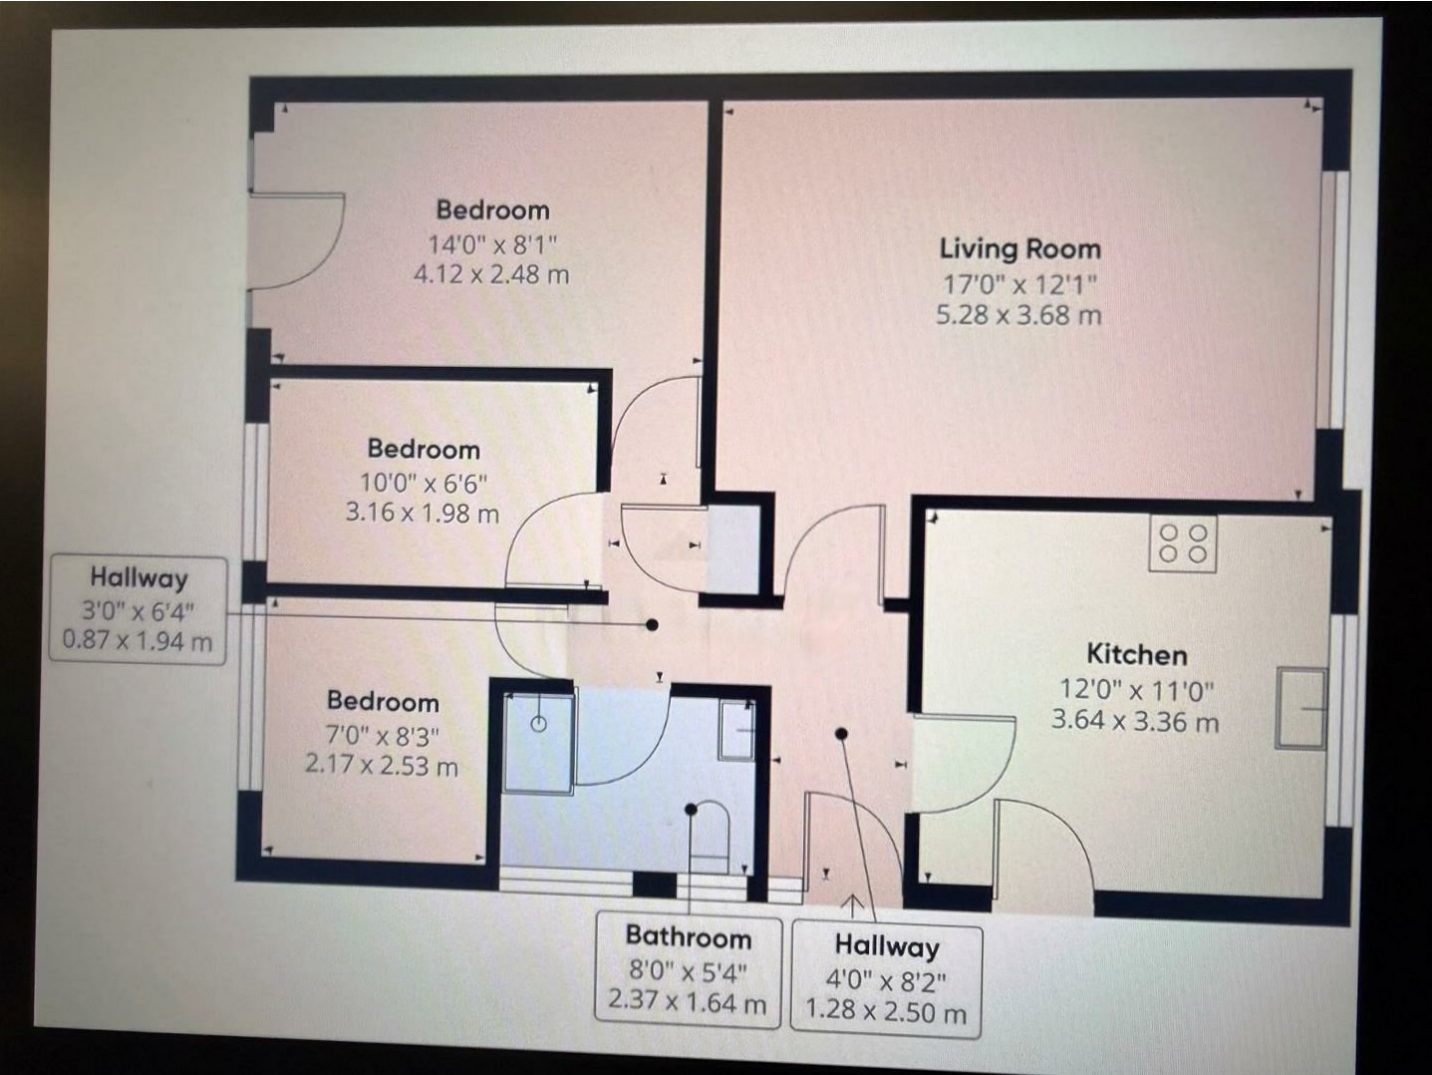 Bedroom
14'0" x 8'1"
4.12 x 2.48 m
Living Room
17'0" x 12'1"
5.28 x 3.68 m
Bedroom
10'0" x 6'6"
3.16 x 1.98 m
Hallway
3'0" x 6'4"
0.87 x 1.94 m
Bedroom
7'0" x 8'3"
2.17 x 2.53 m
Kitchen
12'0" x 11'0"
3.64 x 3.36 m
Bathroom
8'0" x 5'4"
2.37 x 1.64 m
Hallway
4'0" x 8'2"
1.28 x 2.50 m